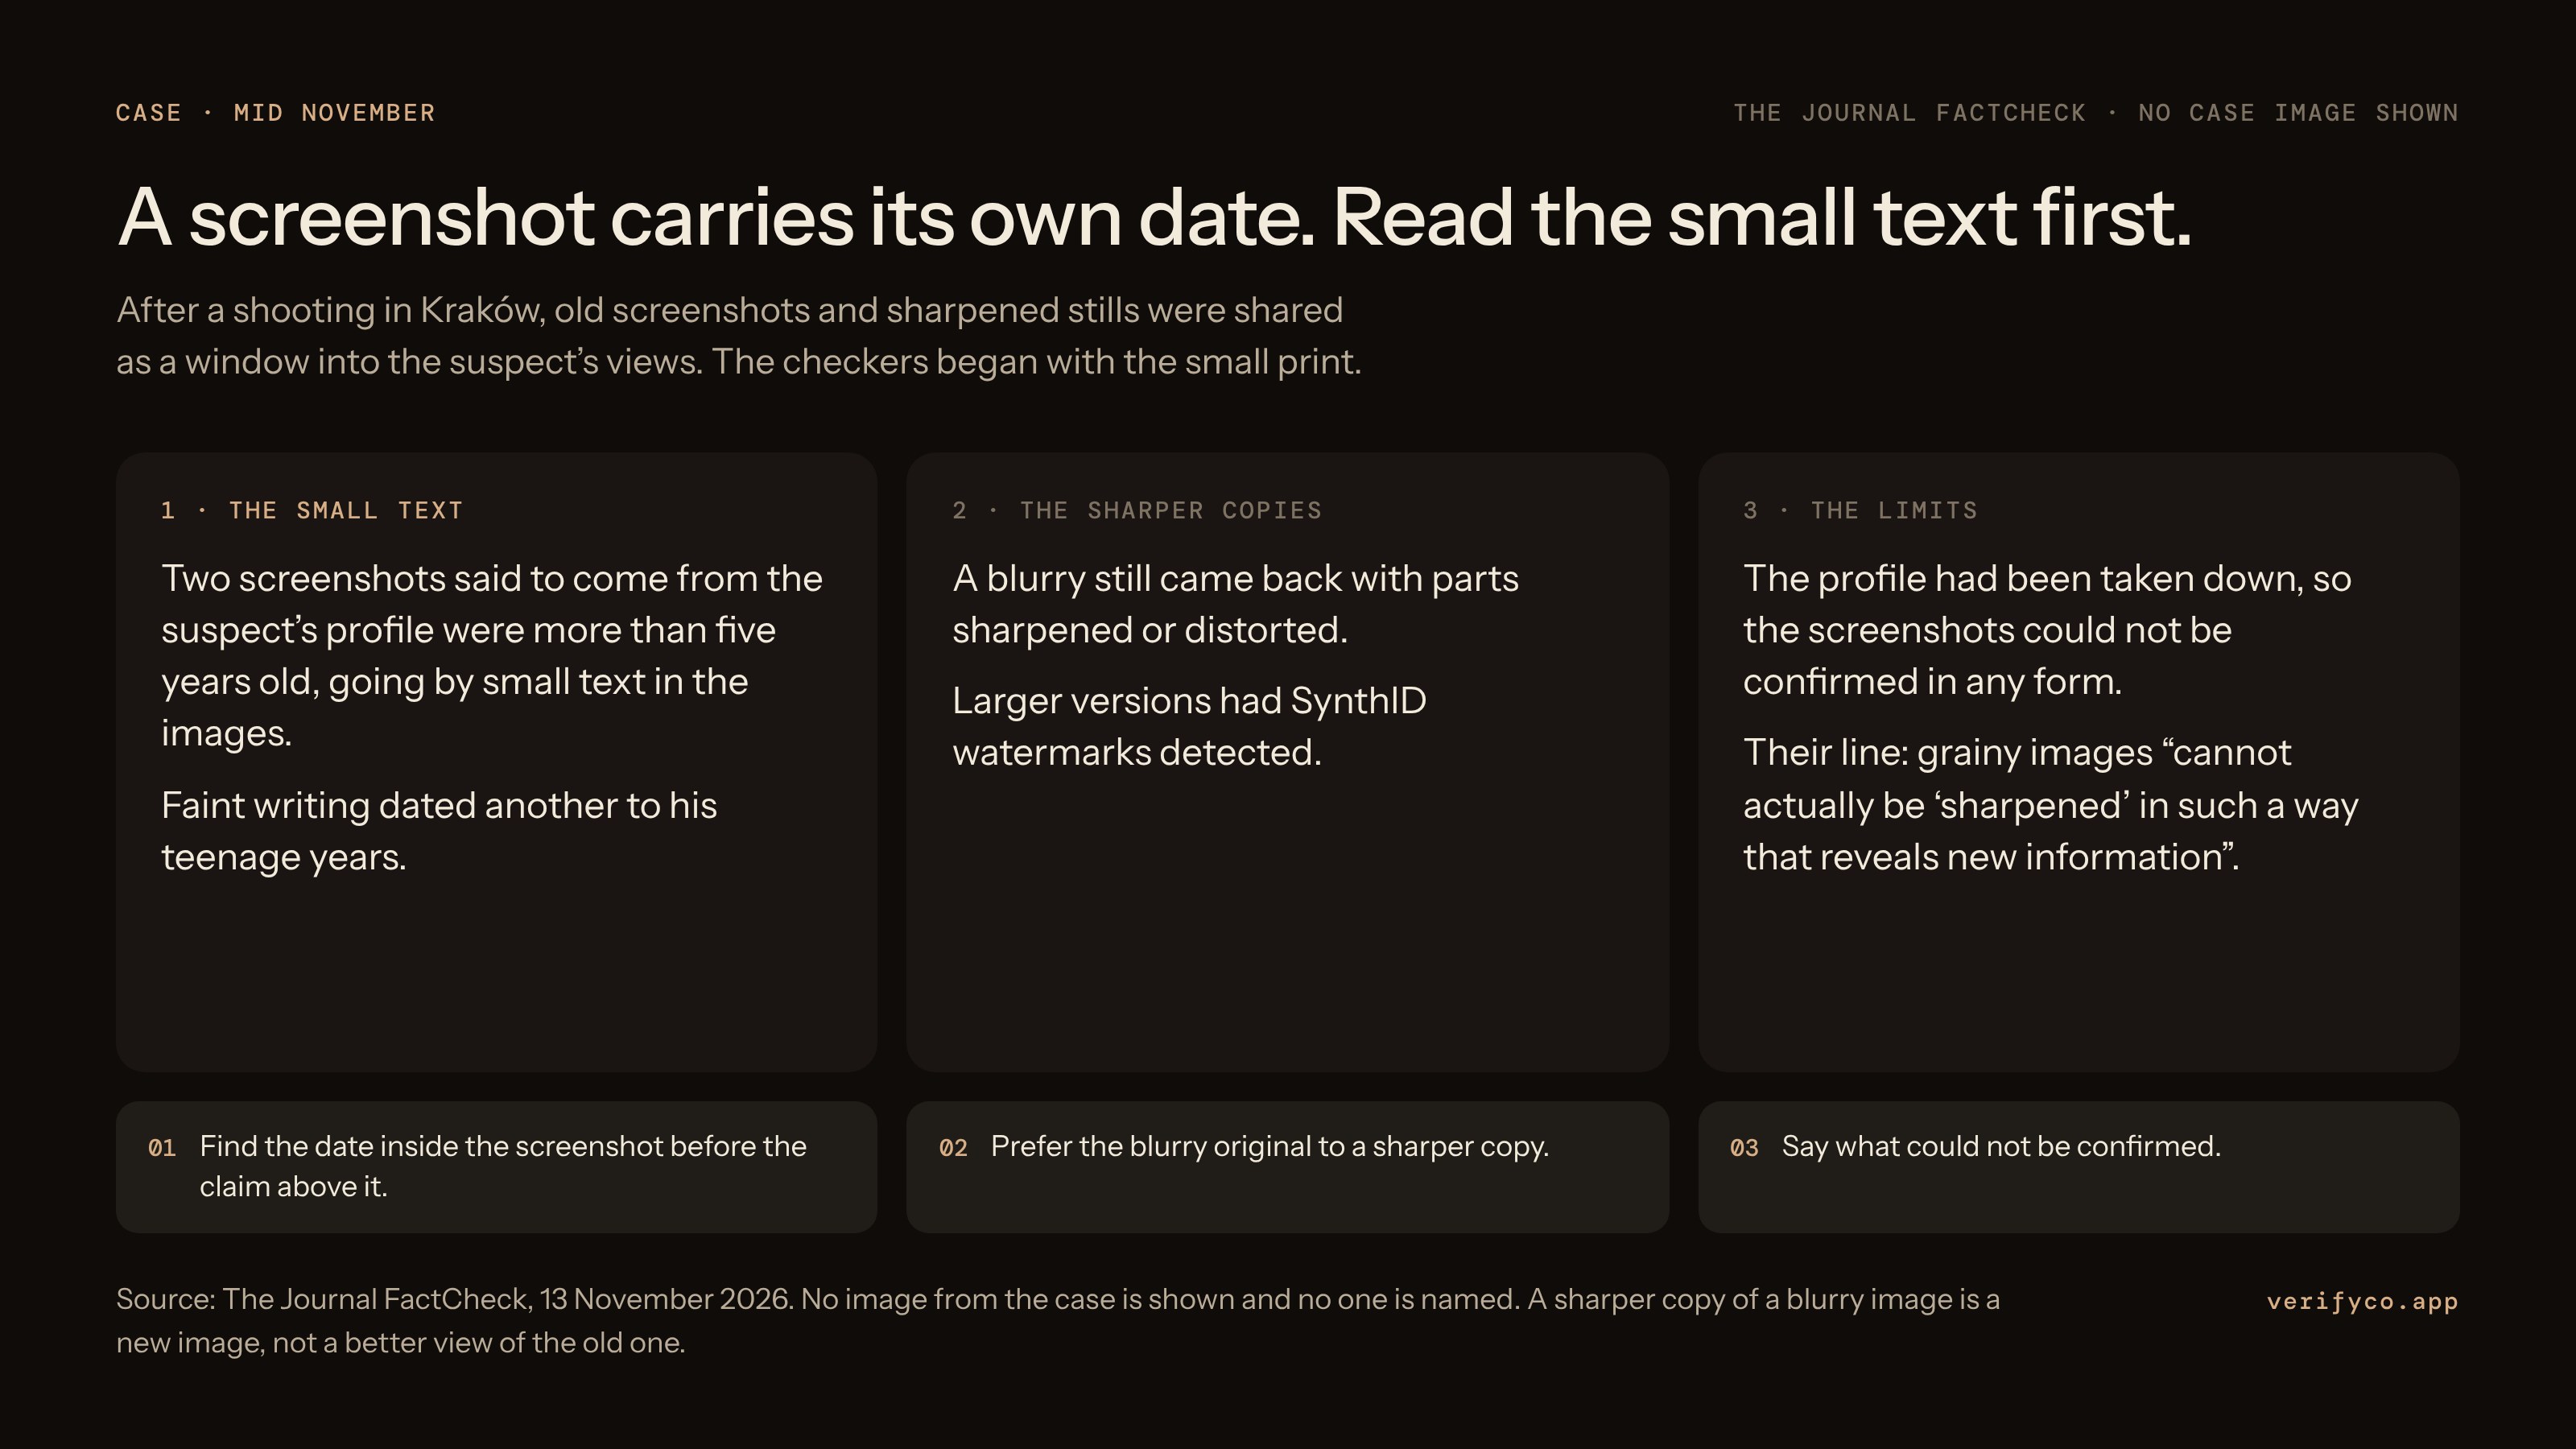 CASE · MID NOVEMBER
THE JOURNAL FACTCHECK · NO CASE IMAGE SHOWN
A screenshot carries its own date. Read the small text first.
After a shooting in Kraków, old screenshots and sharpened stills were shared
as a window into the suspect’s views. The checkers began with the small print.
1 · THE SMALL TEXT
Two screenshots said to come from the
suspect’s profile were more than five
years old, going by small text in the
images.
Faint writing dated another to his
teenage years.
2 · THE SHARPER COPIES
A blurry still came back with parts
sharpened or distorted.
Larger versions had SynthID
watermarks detected.
3 · THE LIMITS
The profile had been taken down, so
the screenshots could not be
confirmed in any form.
Their line: grainy images “cannot
actually be ‘sharpened’ in such a way
that reveals new information”.
01 Find the date inside the screenshot before the
claim above it.
02 Prefer the blurry original to a sharper copy.
03 Say what could not be confirmed.
Source: The Journal FactCheck, 13 November 2026. No image from the case is shown and no one is named. A sharper copy of a blurry image is a
new image, not a better view of the old one.
verifyco.app